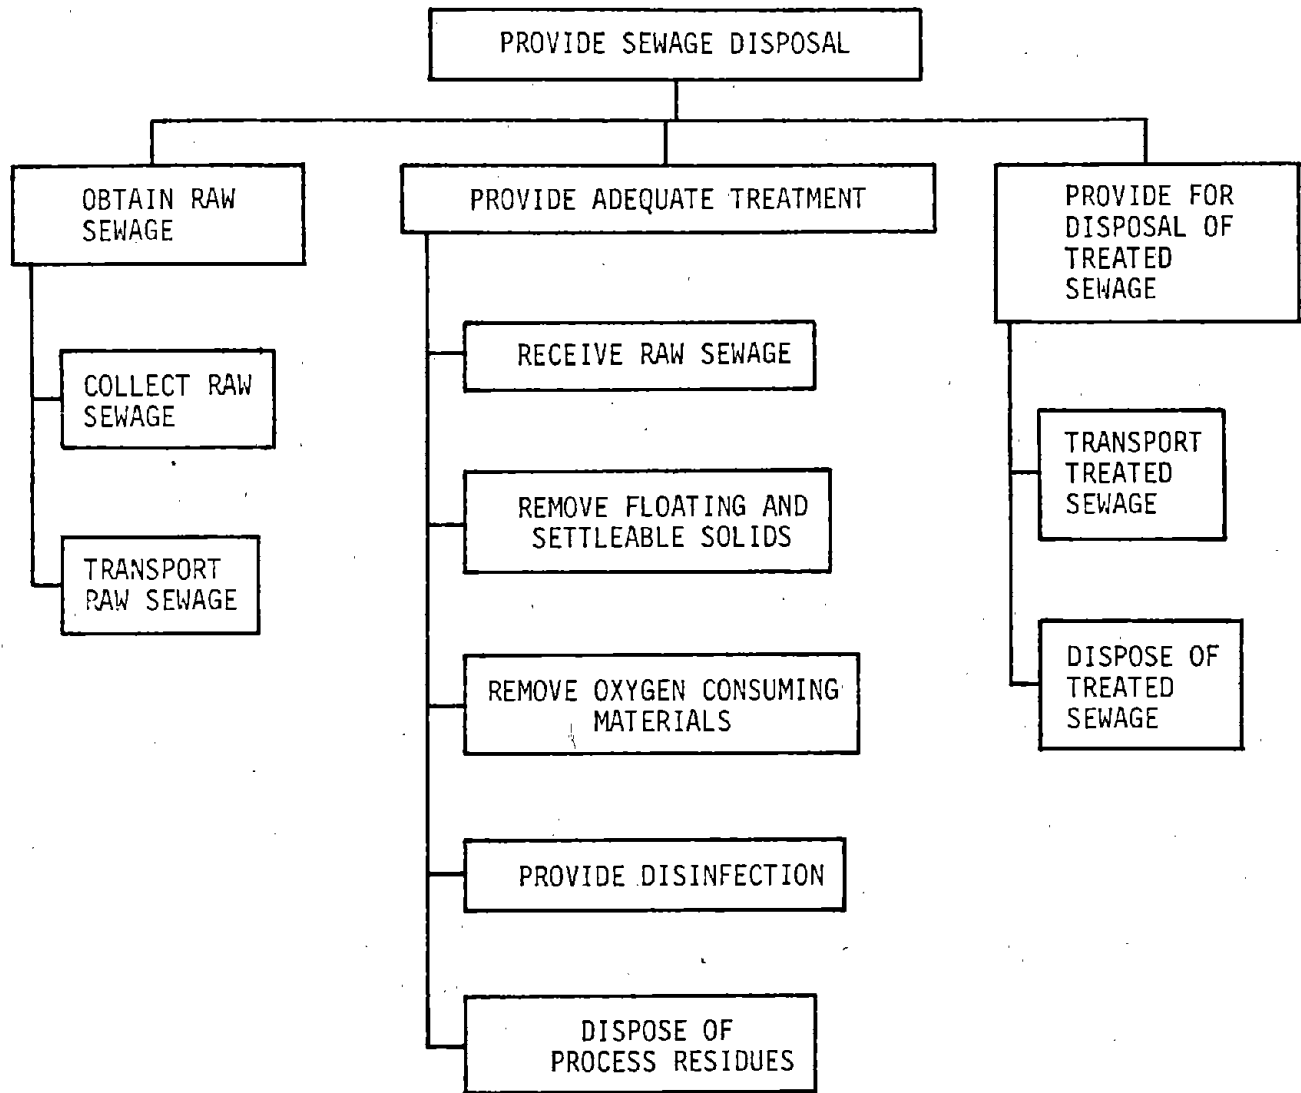 PROVIDE SEWAGE DISPOSAL
OBTAIN RAW
SEWAGE
COLLECT RAW
SEWAGE
TRANSPORT
RAW SEWAGE
PROVIDE ADEQUATE TREATMENT
RECEIVE RAW SEWAGE
REMOVE FLOATING AND
SETTLEABLE SOLIDS
REMOVE OXYGEN CONSUMING
MATERIALS
PROVIDE DISINFECTION
DISPOSE OF
PROCESS RESIDUES
PROVIDE FOR
DISPOSAL OF
TREATED
SEWAGE
TRANSPORT
TREATED
SEWAGE
DISPOSE OF
TREATED
SEWAGE